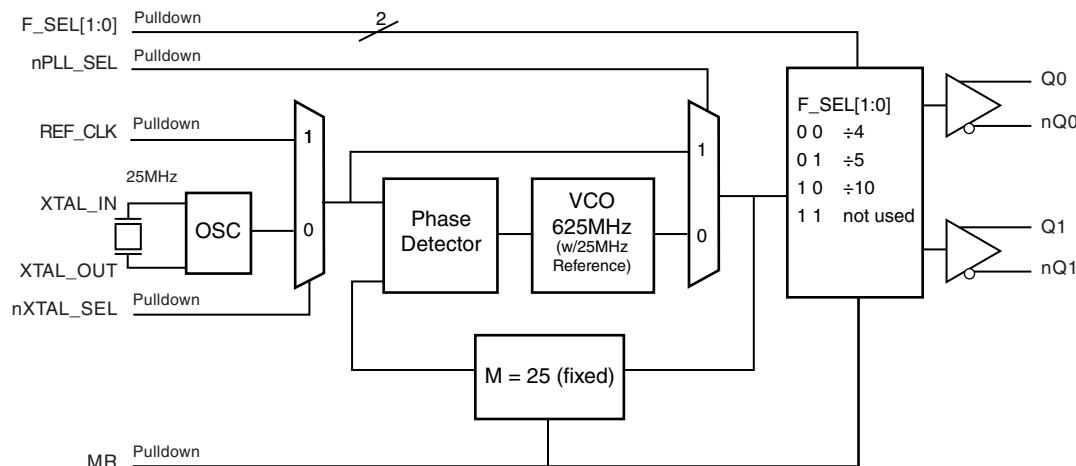 F_SEL[1:0] Pulldown 2
nPLL_SEL Pulldown
REF_CLK Pulldown
1
0
25MHz
XTAL_IN
OSC
XTAL_OUT
nXTAL_SEL Pulldown
Phase
Detector
VCO
625MHz
(w/25MHz
Reference)
1
0
M = 25 (fixed)
F_SEL[1:0]
0 0 ÷4
0 1 ÷5
1 0 ÷10
1 1 not used
Q0
nQ0
Q1
nQ1
MR Pulldown